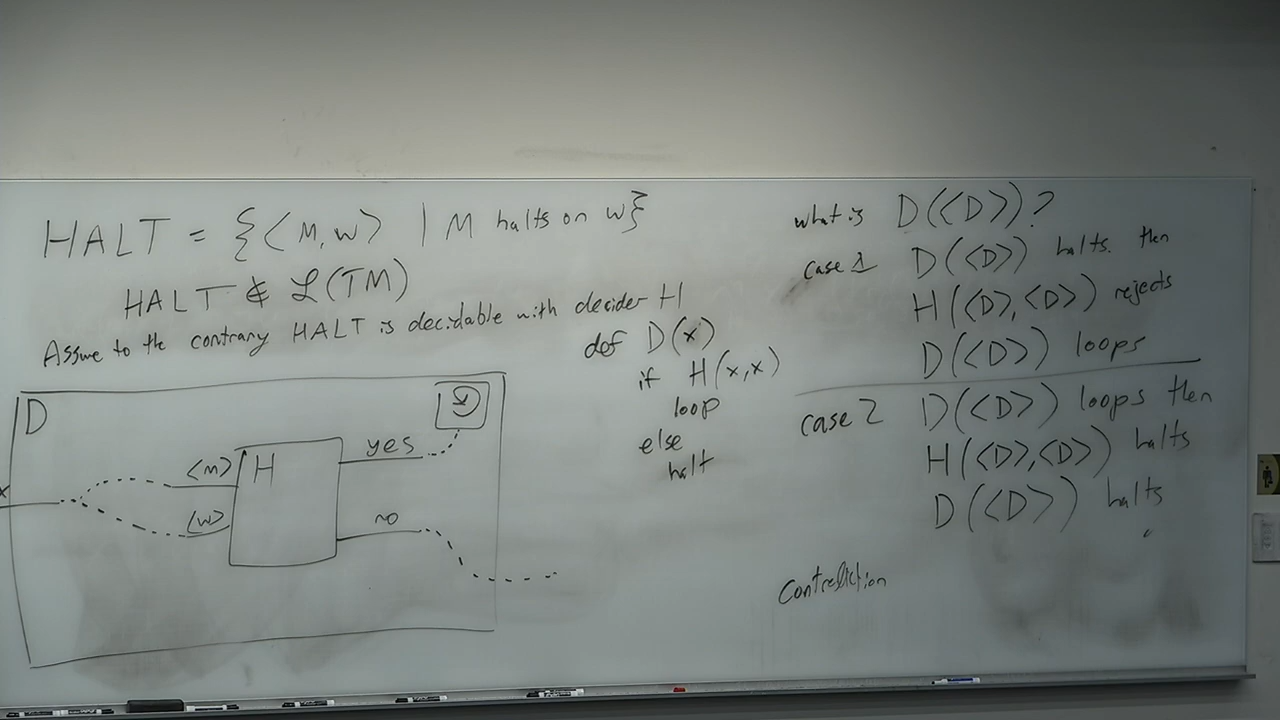 HALT = {<M,w> | M halts on w}
HALT ∉ L(TM)
Assume to the contrary HALT is decidable with decider H
D
x
<M>
<w>
H
yes
no
def D(x)
if H(x,x)
loop
else
halt
what is D(<D>)?
case 1 D(<D>) halts. then
H(<D>,<D>) rejects
D(<D>) loops
case 2 D(<D>) loops then
H(<D>,<D>) halts
D(<D>) halts
Contradiction